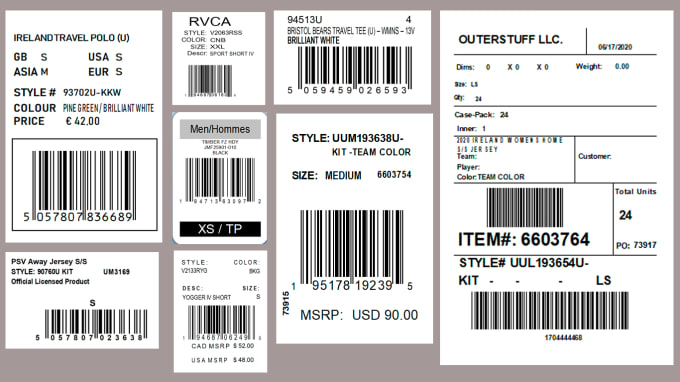 IRELAND TRAVEL POLO (U)
GB S USA S
ASIA M EUR S
STYLE # 93702U-KKW
COLOUR PINE GREEN / BRILLIANT WHITE
PRICE € 42.00
5 057807 836689
PSV Away Jersey S/S
STYLE: 90760U KIT UM3169
Official Licensed Product
S
5 057807 023638
RVCA
STYLE: V2063RSS
COLOR: CNB
SIZE: XXL
Descr: SPORT SHORT IV
Men/Hommes
TIMBER FZ HDY
JMF25901-010
BLACK
XS / TP
STYLE: COLOR:
V2133RYG BKG
DESC: SIZE:
YOGGER IV SHORT S
1 94667 06249 0
CAD MSRP $ 52.00
USA MSRP $ 48.00
94513U 4
BRISTOL BEARS TRAVEL TEE (U) – WMNS – 13V
BRILLIANT WHITE
5 054459 026593
STYLE: UUM193638U-
KIT -TEAM COLOR
SIZE: MEDIUM 6603754
73915
1 95178 19239 5
MSRP: USD 90.00
OUTERSTUFF LLC.
06/17/2020
Dims: 0 X 0 X 0 Weight: 0.00
Size: LS
Qty: 24
Case-Pack: 24
Inner: 1
2020 IRELAND WOMENS HOME
S/S JERSEY
Team:
Customer:
Player:
Color: TEAM COLOR
Total Units
24
ITEM#: 6603764
PO: 73917
STYLE# UUL193654U-
KIT - - - LS
1704444468